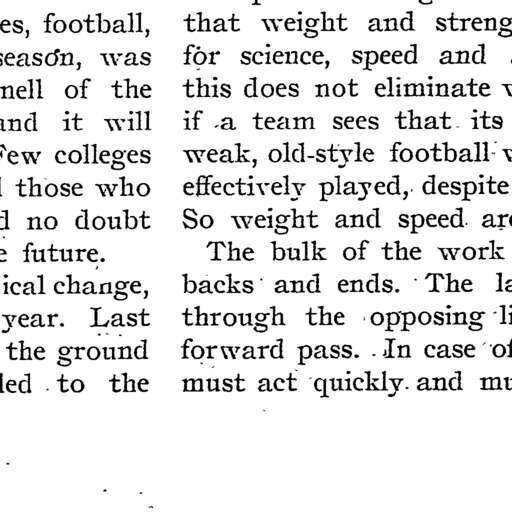 es, football,
season, was
nell of the
and it will
Few colleges
those who
no doubt
future.
ical change,
year. Last
the ground
led to the
that weight and streng
for science, speed and
this does not eliminate
if a team sees that its
weak, old-style football
effectively played, despite
So weight and speed are
The bulk of the work
backs and ends. The la
through the opposing li
forward pass. In case of
must act quickly and mu